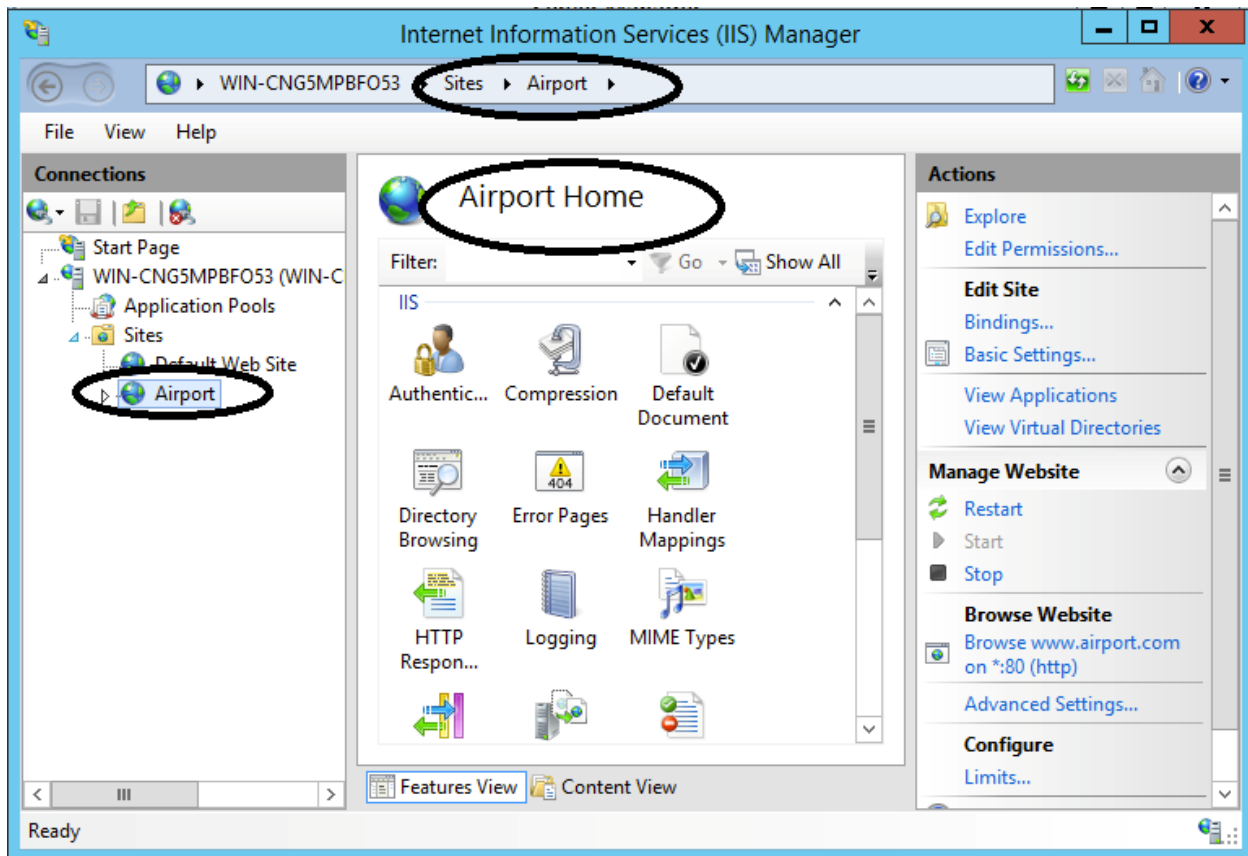 Internet Information Services (IIS) Manager
WIN-CNG5MPBFO53 Sites Airport
File View Help
Connections
Start Page
WIN-CNG5MPBFO53 (WIN-C
Application Pools
Sites
Default Web Site
Airport
Airport Home
Filter: Go Show All
IIS
Authentic... Compression Default
Document
404
Directory
Browsing
Error Pages
Handler
Mappings
HTTP
Respon...
Logging
MIME Types
Features View Content View
Actions
Explore
Edit Permissions...
Edit Site
Bindings...
Basic Settings...
View Applications
View Virtual Directories
Manage Website
Restart
Start
Stop
Browse Website
Browse www.airport.com
on *:80 (http)
Advanced Settings...
Configure
Limits...
Ready